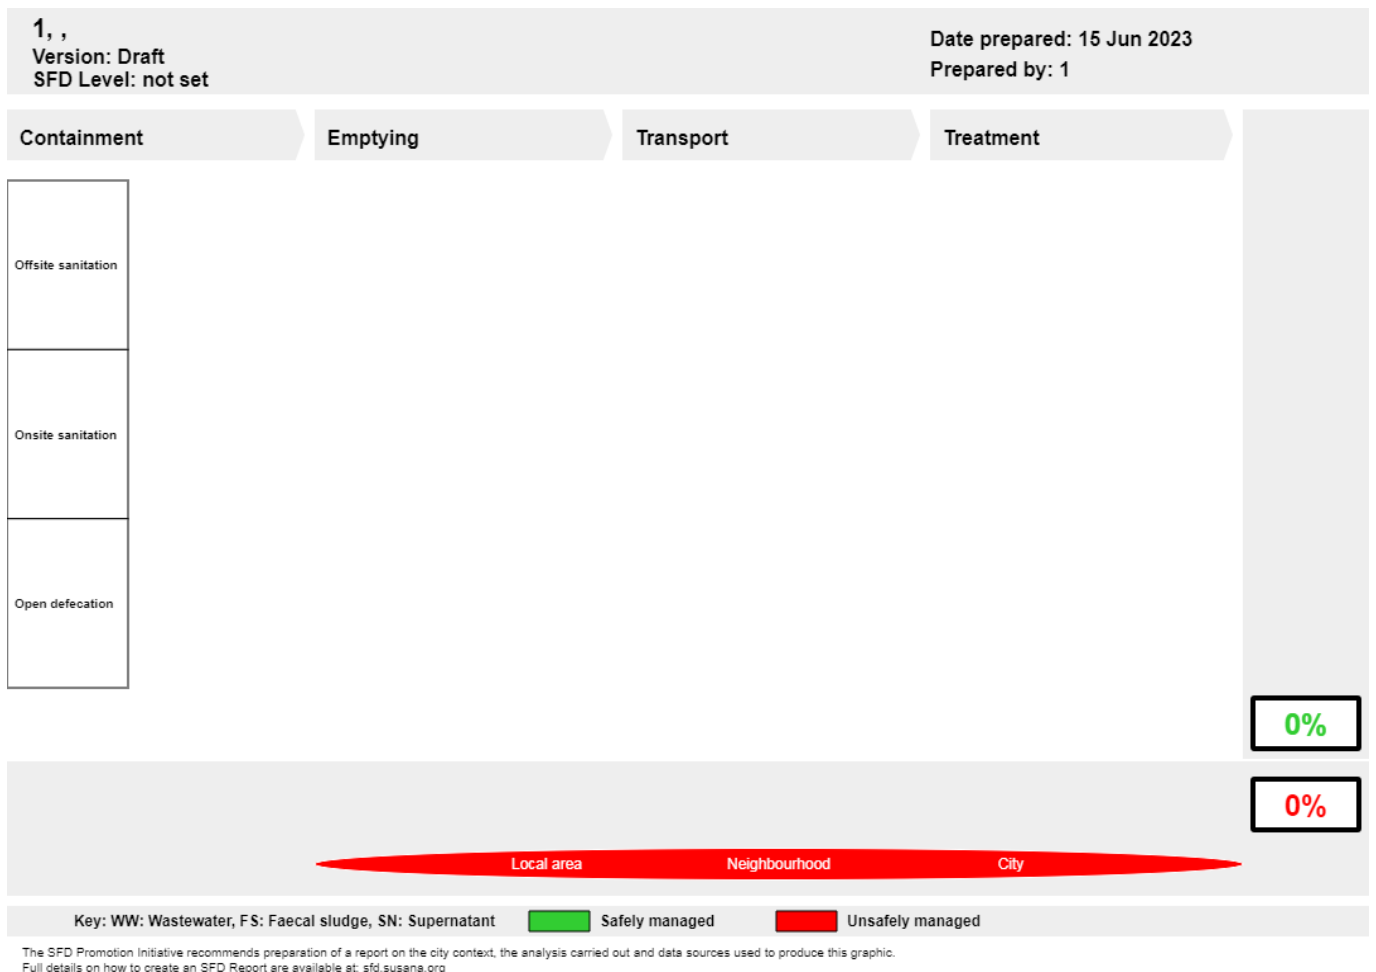 1, ,
Version: Draft
SFD Level: not set
Date prepared: 15 Jun 2023
Prepared by: 1
Containment
Emptying
Transport
Treatment
Offsite sanitation
Onsite sanitation
Open defecation
0%
0%
Local area
Neighbourhood
City
Key: WW: Wastewater, FS: Faecal sludge, SN: Supernatant
Safely managed
Unsafely managed
The SFD Promotion Initiative recommends preparation of a report on the city context, the analysis carried out and data sources used to produce this graphic.
Full details on how to create an SFD Report are available at: sfd.susana.org